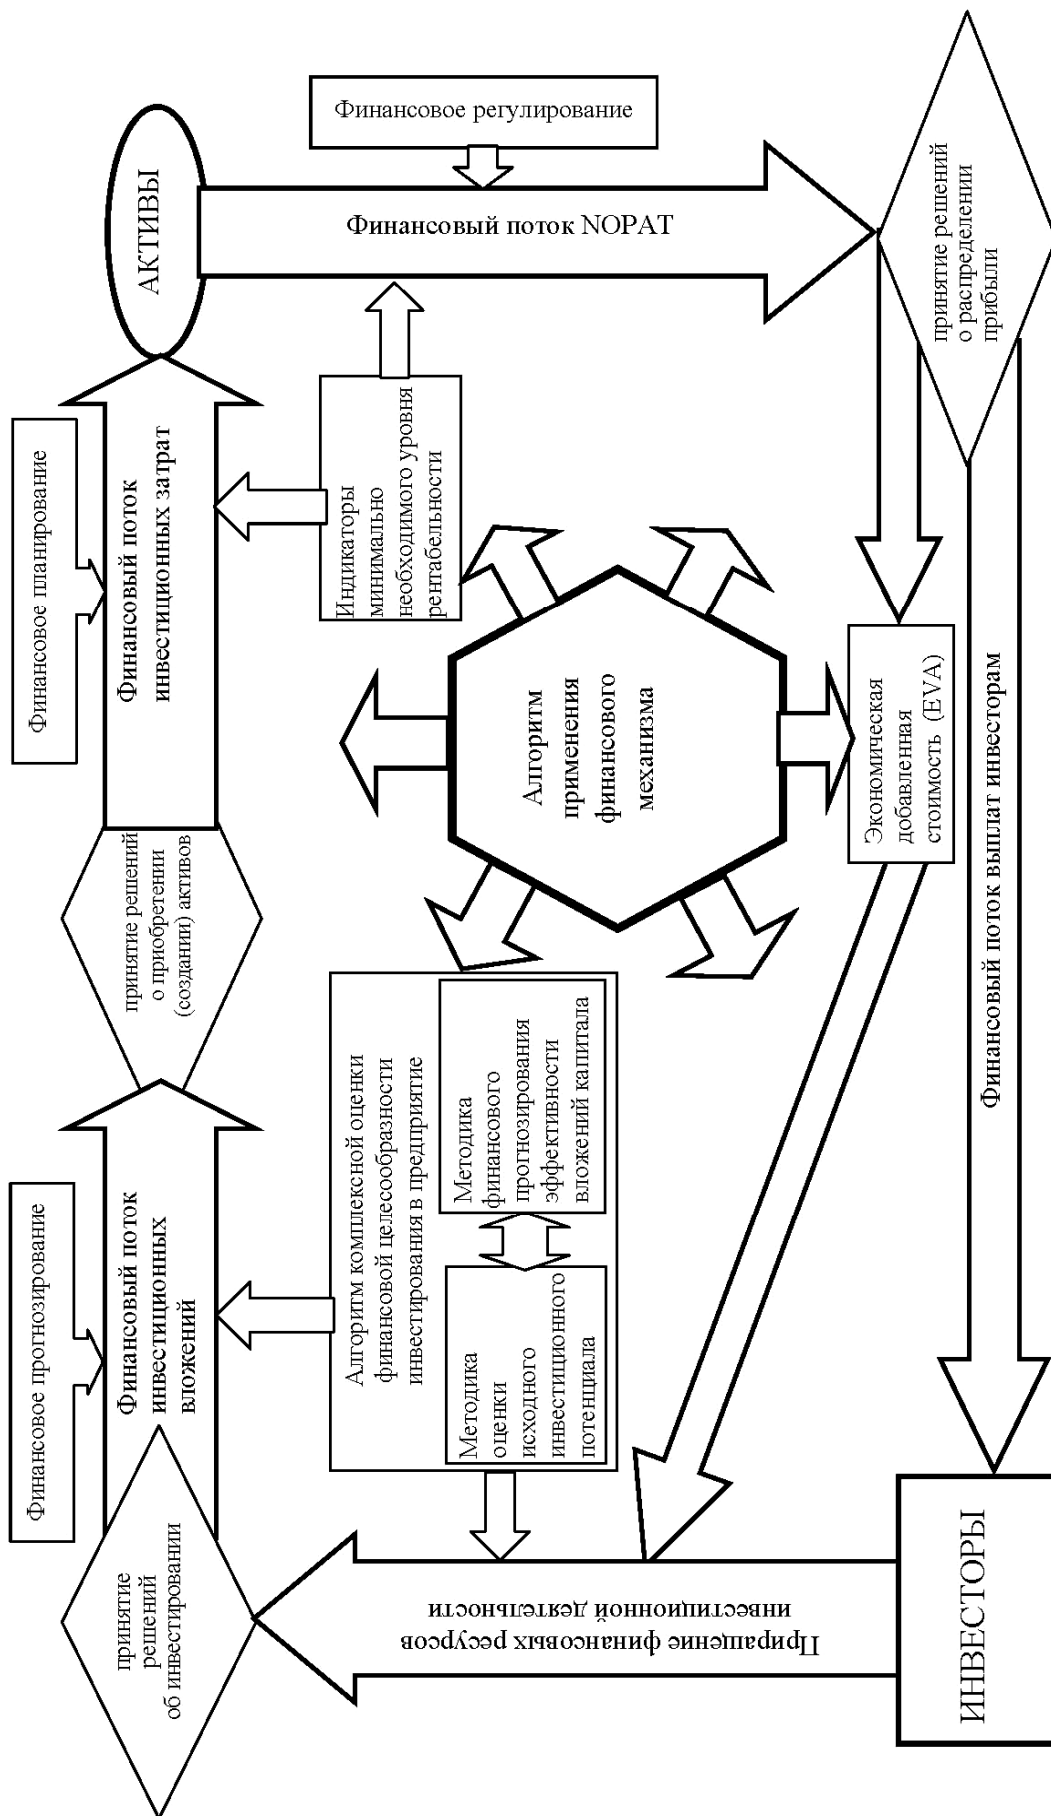 Финансовое прогнозирование
Финансовое планирование
принятие
решений
об инвестировании
Финансовый поток
инвестиционных
вложений
принятие решений
о приобретении
(создании) активов
Финансовый поток
инвестиционных затрат
АКТИВЫ
Алгоритм комплексной оценки
финансовой целесообразности
инвестирования в предприятие
Методика
оценки
исходного
инвестиционного
потенциала
Методика
финансового
прогнозирования
эффективности
вложений капитала
Индикаторы
минимально
необходимого уровня
рентабельности
Финансовое регулирование
Финансовый поток NOPAT
Приращение финансовых ресурсов
инвестиционной деятельности
Алгоритм
применения
финансового
механизма
Экономическая
добавленная
стоимость (EVA)
принятие решений
о распределении
прибыли
ИНВЕСТОРЫ
Финансовый поток выплат инвесторам